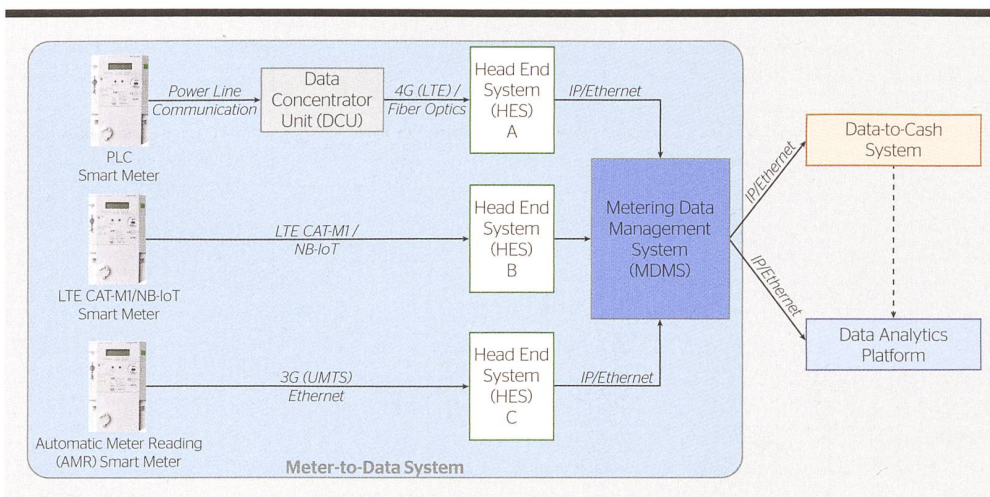 Power Line
Communication
Data
Concentrator
Unit (DCU)
4G (LTE) /
Fiber Optics
Head End
System
(HES)
A
IP/Ethernet
PLC
Smart Meter
LTE CAT-M1 /
NB-IoT
Head End
System
(HES)
B
Metering Data
Management
System
(MDMS)
LTE CAT-M1/NB-IoT
Smart Meter
3G (UMTS)
Ethernet
Head End
System
(HES)
C
IP/Ethernet
Automatic Meter Reading
(AMR) Smart Meter
Meter-to-Data System
IP/Ethernet
Data-to-Cash
System
IP/Ethernet
Data Analytics
Platform